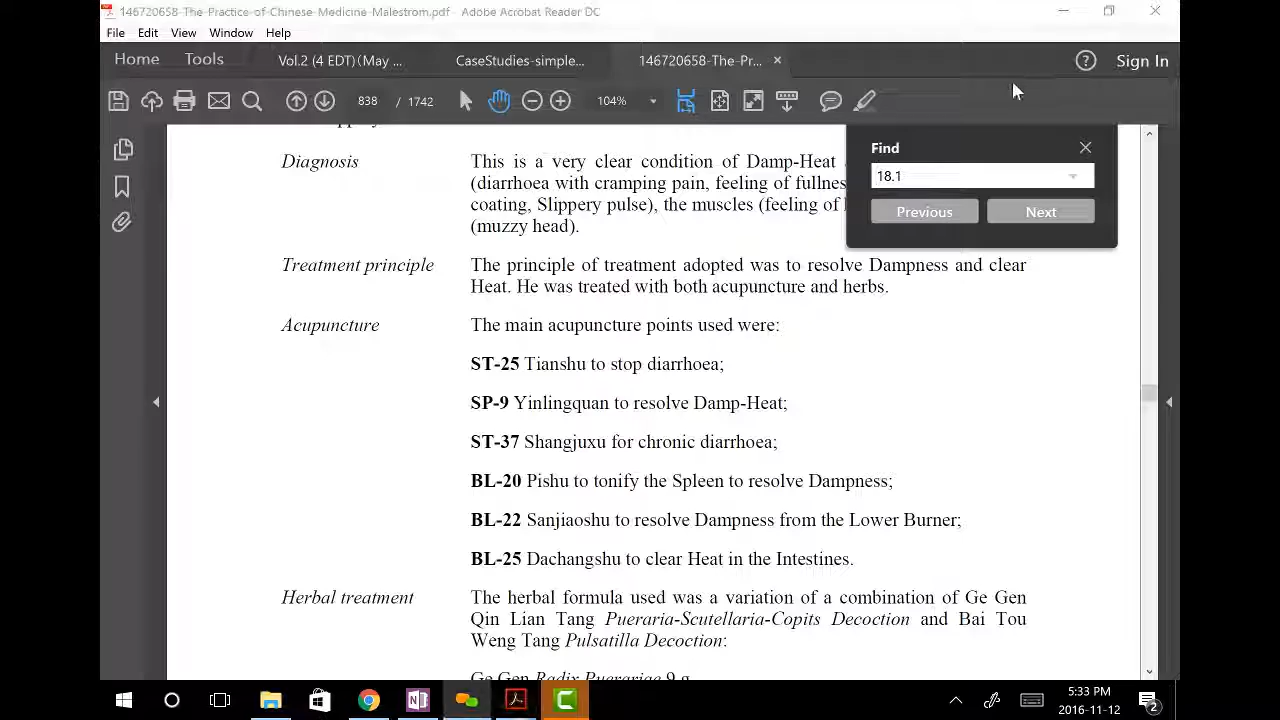 146720658-The-Practice-of-Chinese-Medicine-Malestrom.pdf - Adobe Acrobat Reader DC
File Edit View Window Help
Home Tools Vol.2 (4 EDT)(May ... CaseStudies-simple... 146720658-The-Pr... × ? Sign In
838 / 1742 104%
Find
18.1
Previous Next
Diagnosis This is a very clear condition of Damp-Heat
(diarrhoea with cramping pain, feeling of fullnes
coating, Slippery pulse), the muscles (feeling of
(muzzy head).
Treatment principle The principle of treatment adopted was to resolve Dampness and clear
Heat. He was treated with both acupuncture and herbs.
Acupuncture The main acupuncture points used were:
ST-25 Tianshu to stop diarrhoea;
SP-9 Yinlingquan to resolve Damp-Heat;
ST-37 Shangjuxu for chronic diarrhoea;
BL-20 Pishu to tonify the Spleen to resolve Dampness;
BL-22 Sanjiaoshu to resolve Dampness from the Lower Burner;
BL-25 Dachangshu to clear Heat in the Intestines.
Herbal treatment The herbal formula used was a variation of a combination of Ge Gen
Qin Lian Tang Pueraria-Scutellaria-Copits Decoction and Bai Tou
Weng Tang Pulsatilla Decoction:
Ge Gen Radix Puerariae 9 g
5:33 PM
2016-11-12
2